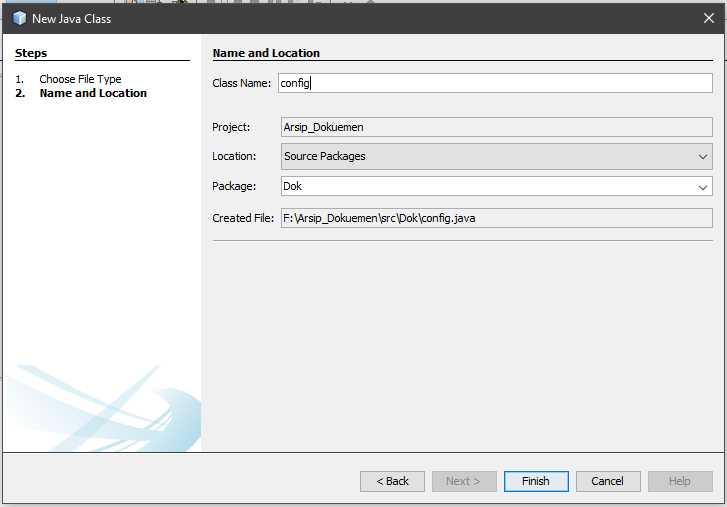 New Java Class
Steps
1. Choose File Type
2. Name and Location
Name and Location
Class Name: config
Project: Arsip_Dokuemen
Location: Source Packages
Package: Dok
Created File: F:\Arsip_Dokuemen\src\Dok\config.java
< Back Next > Finish Cancel Help